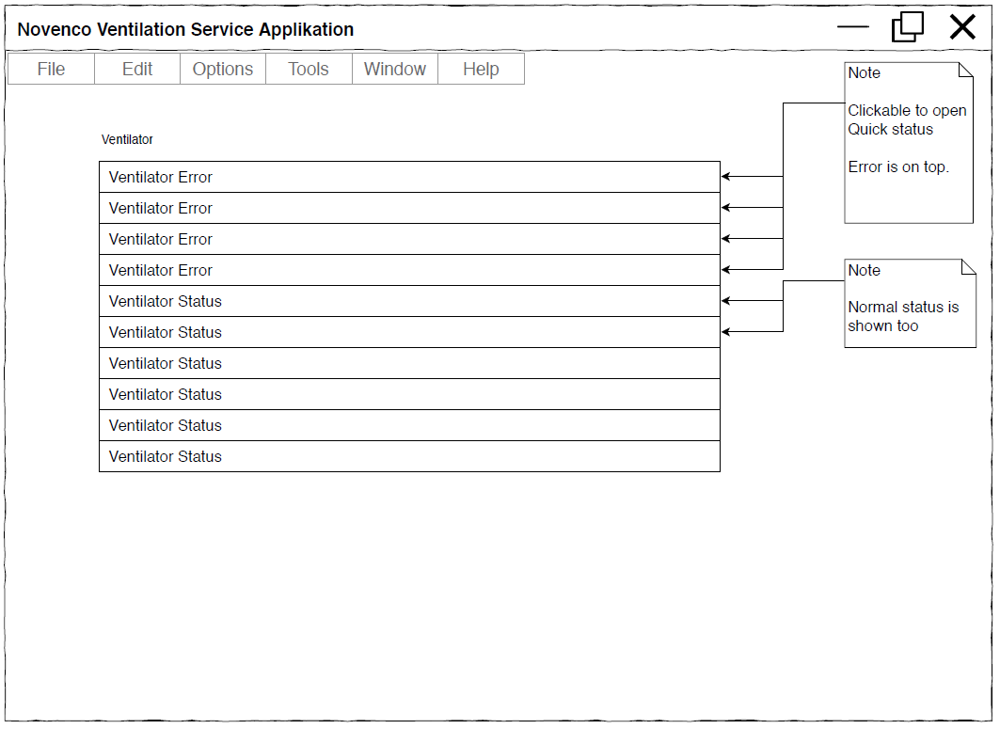 Novenco Ventilation Service Applikation
File Edit Options Tools Window Help
Note
Clickable to open
Quick status
Error is on top.
Ventilator
Ventilator Error
Ventilator Error
Ventilator Error
Ventilator Error
Ventilator Status
Ventilator Status
Ventilator Status
Ventilator Status
Ventilator Status
Ventilator Status
Note
Normal status is
shown too